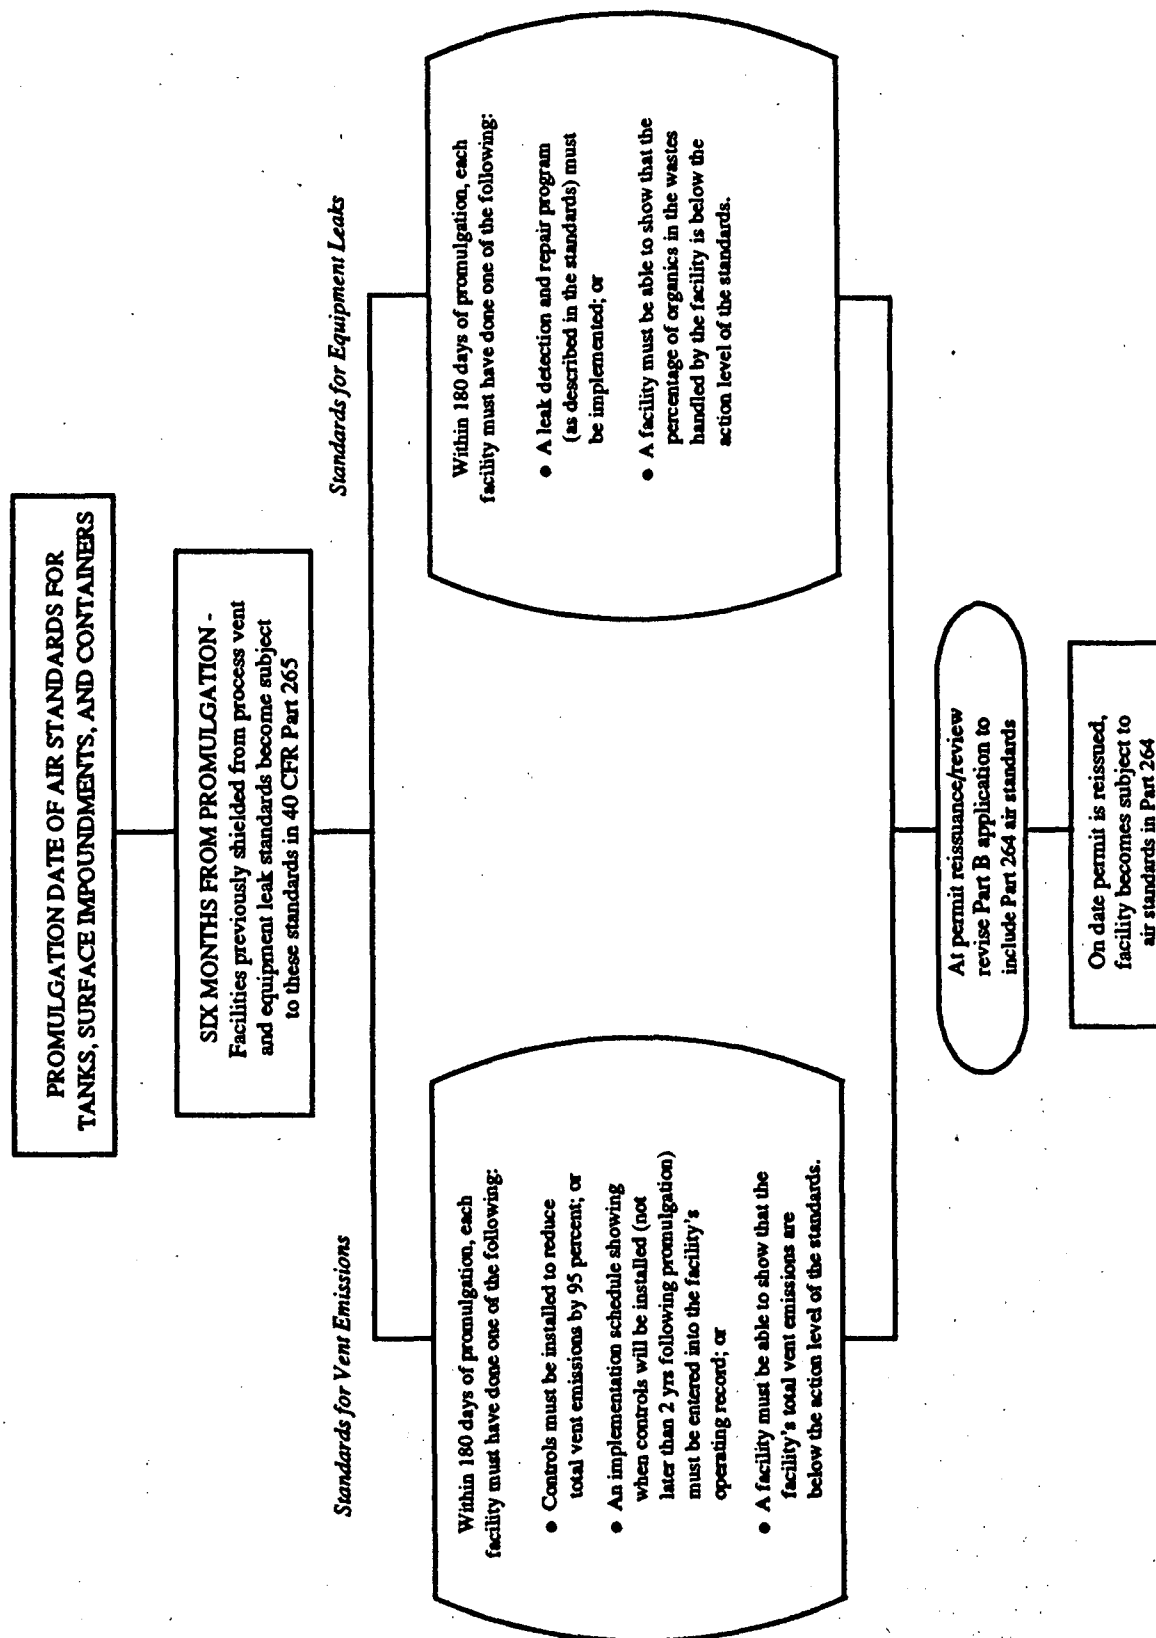 PROMULGATION DATE OF AIR STANDARDS FOR
TANKS, SURFACE IMPOUNDMENTS, AND CONTAINERS
SIX MONTHS FROM PROMULGATION -
Facilities previously shielded from process vent
and equipment leak standards become subject
to these standards in 40 CFR Part 265
Standards for Vent Emissions
Within 180 days of promulgation, each
facility must have done one of the following:
● Controls must be installed to reduce
total vent emissions by 95 percent; or
● An implementation schedule showing
when controls will be installed (not
later than 2 yrs following promulgation)
must be entered into the facility's
operating record; or
● A facility must be able to show that the
facility's total vent emissions are
below the action level of the standards.
Standards for Equipment Leaks
Within 180 days of promulgation, each
facility must have done one of the following:
● A leak detection and repair program
(as described in the standards) must
be implemented; or
● A facility must be able to show that the
percentage of organics in the wastes
handled by the facility is below the
action level of the standards.
At permit reissuance/review
revise Part B application to
include Part 264 air standards
On date permit is reissued,
facility becomes subject to
air standards in Part 264